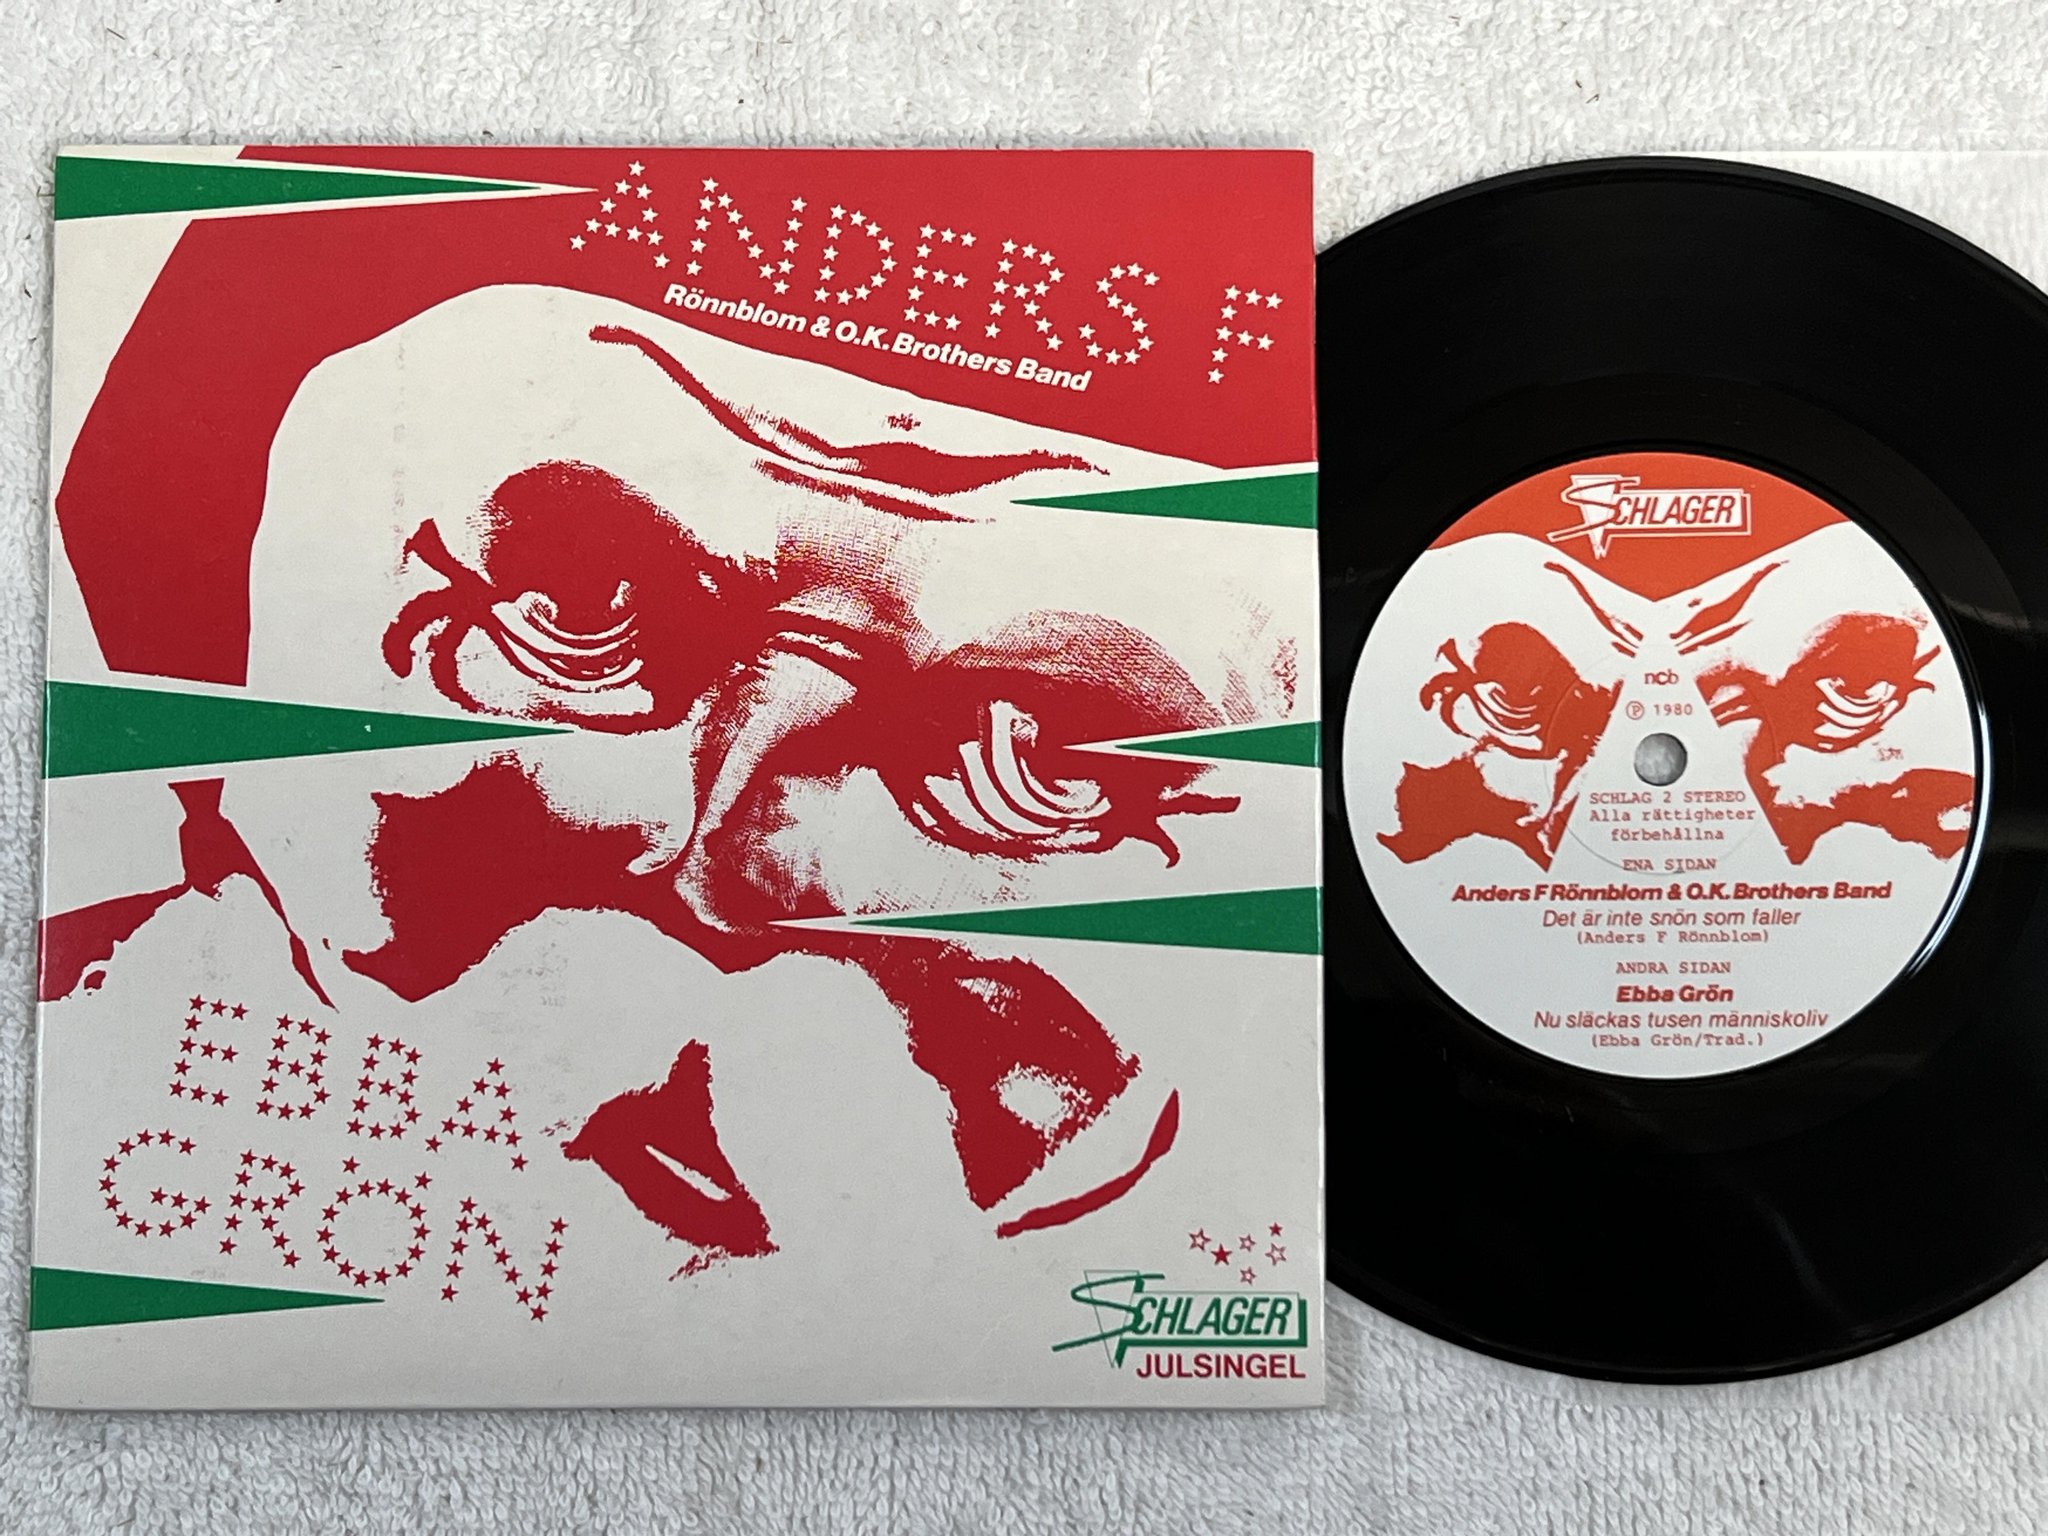 ANDERS F
Rönnblom & O.K. Brothers Band
EBBA
GRÖN
SCHLAGER
JULSINGEL
SCHLAGER
ncb
Ⓟ 1980
SCHLAG 2 STEREO
Alla rättigheter
förbehållna
ENA SIDAN
Anders F Rönnblom & O.K. Brothers Band
Det är inte snön som faller
(Anders F Rönnblom)
ANDRA SIDAN
Ebba Grön
Nu släckas tusen människoliv
(Ebba Grön/Trad.)